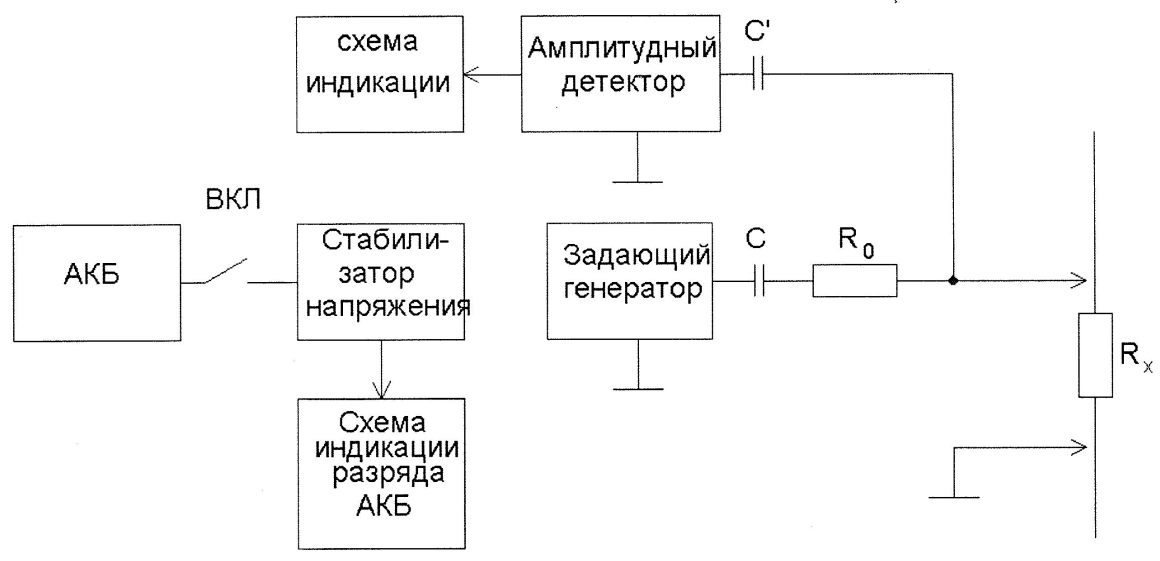 схема
индикации
Амплитудный
детектор
C'
ВКЛ
АКБ
Стабили-
затор
напряжения
Задающий
генератор
C
R0
Rx
Схема
индикации
разряда
АКБ